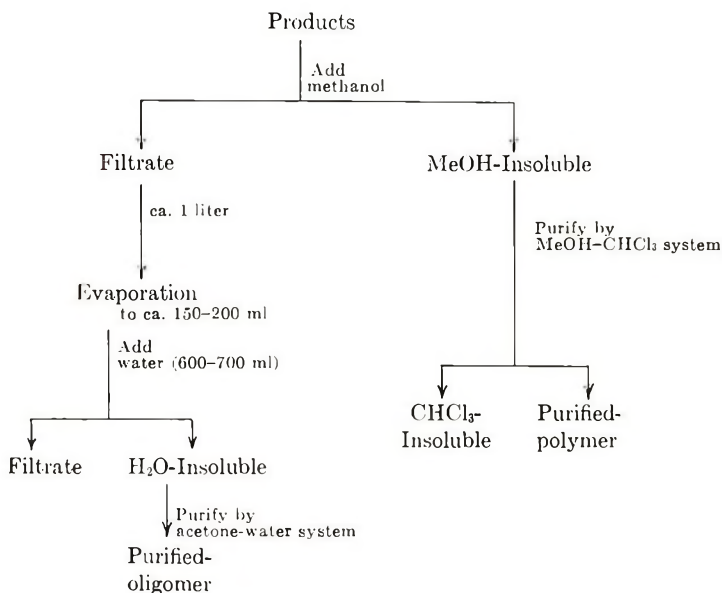 Products
Add
methanol
Filtrate
MeOH-Insoluble
ca. 1 liter
Purify by
MeOH-CHCl₃ system
Evaporation
to ca. 150-200 ml
Add
water (600-700 ml)
CHCl₃-
Insoluble
Purified-
polymer
Filtrate
H₂O-Insoluble
Purify by
acetone-water system
Purified-
oligomer